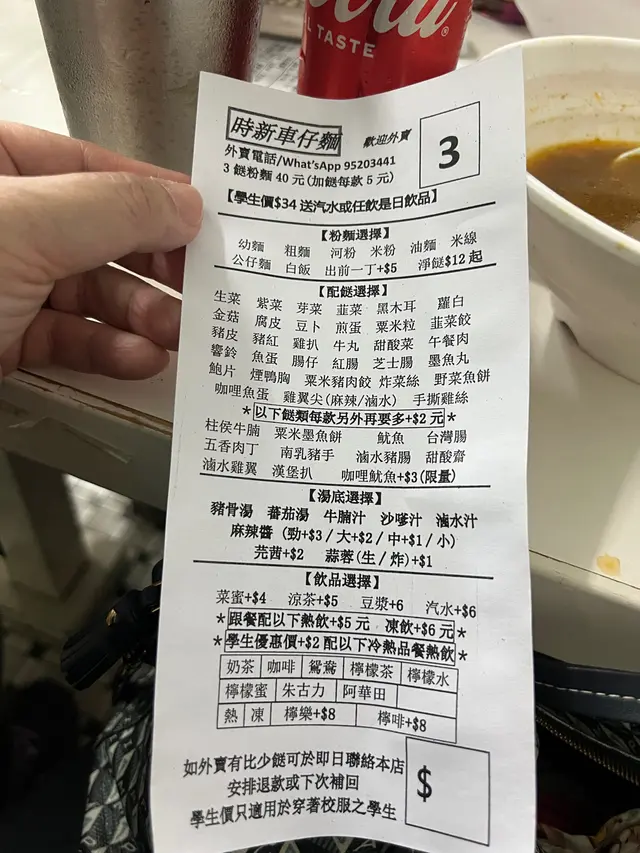 TASTE
時新車仔麵 歡迎外賣 3
外賣電話/What'sApp 95203441
3 餸粉麵 40 元(加餸每款 5 元)
【學生價$34 送汽水或任飲是日飲品】
【粉麵選擇】
幼麵 粗麵 河粉 米粉 油麵 米線
公仔麵 白飯 出前一丁+$5 淨餸$12 起
【配餸選擇】
生菜 紫菜 芽菜 韮菜 黑木耳 蘿白
金菇 腐皮 豆卜 煎蛋 粟米粒 韮菜餃
豬皮 豬紅 雞扒 牛丸 甜酸菜 午餐肉
響鈴 魚蛋 腸仔 紅腸 芝士腸 墨魚丸
鮑片 煙鴨胸 粟米豬肉餃 炸菜絲 野菜魚餅
咖哩魚蛋 雞翼尖(麻辣/滷水) 手撕雞絲
*以下餸類每款另外再要多+$2 元*
柱侯牛腩 粟米墨魚餅 魷魚 台灣腸
五香肉丁 南乳豬手 滷水豬腸 甜酸齋
滷水雞翼 漢堡扒 咖哩魷魚+$3(限量)
【湯底選擇】
豬骨湯 蕃茄湯 牛腩汁 沙嗲汁 滷水汁
麻辣醬 (勁+$3 / 大+$2 / 中+$1 / 小)
芫茜+$2 蒜蓉(生 / 炸)+$1
【飲品選擇】
菜蜜+$4 涼茶+$5 豆漿+6 汽水+$6
*跟餐配以下熱飲+$5 元 凍飲+$6 元*
*學生優惠價+$2 配以下冷熱品餐熱飲*
奶茶 咖啡 鴛鴦 檸檬茶 檸檬水
檸檬蜜 朱古力 阿華田
熱 凍 檸樂+$8 檸啡+$8
如外賣有比少餸可於即日聯絡本店
安排退款或下次補回
學生價只適用於穿著校服之學生
$